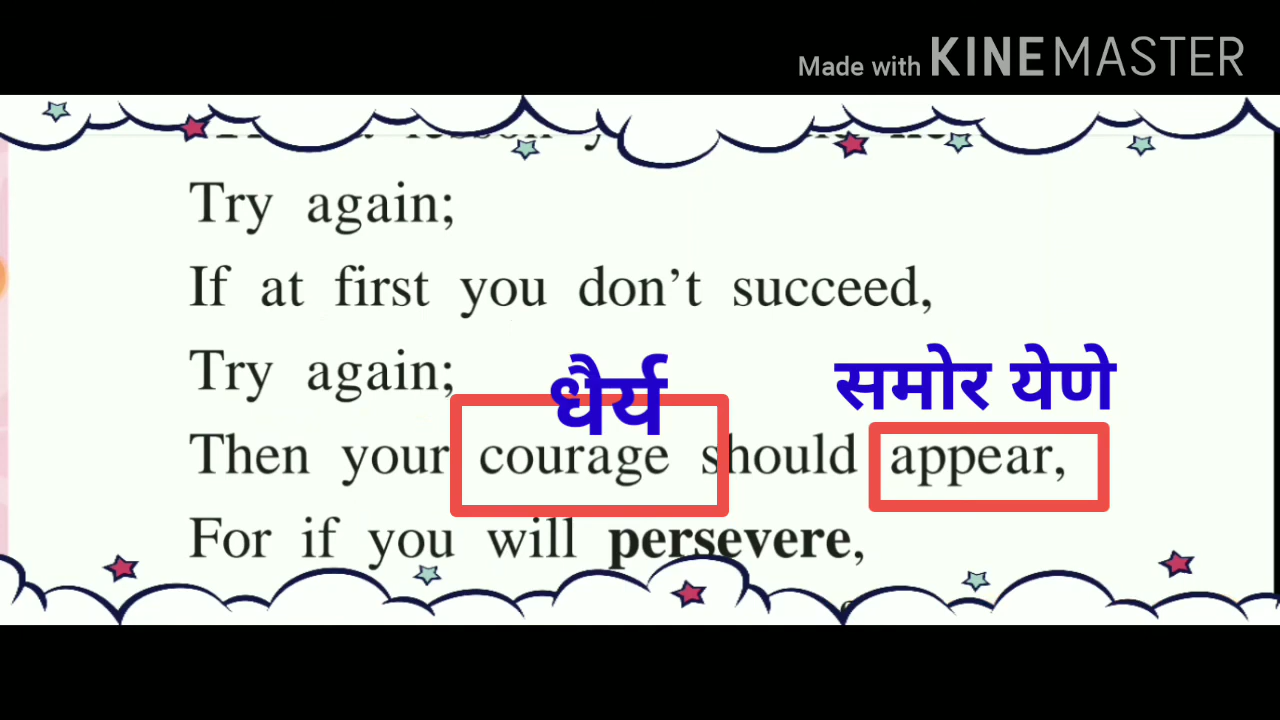 Made with KINEMASTER
Try again;
If at first you don't succeed,
Try again;
धैर्य समोर येणे
Then your courage should appear,
For if you will persevere,